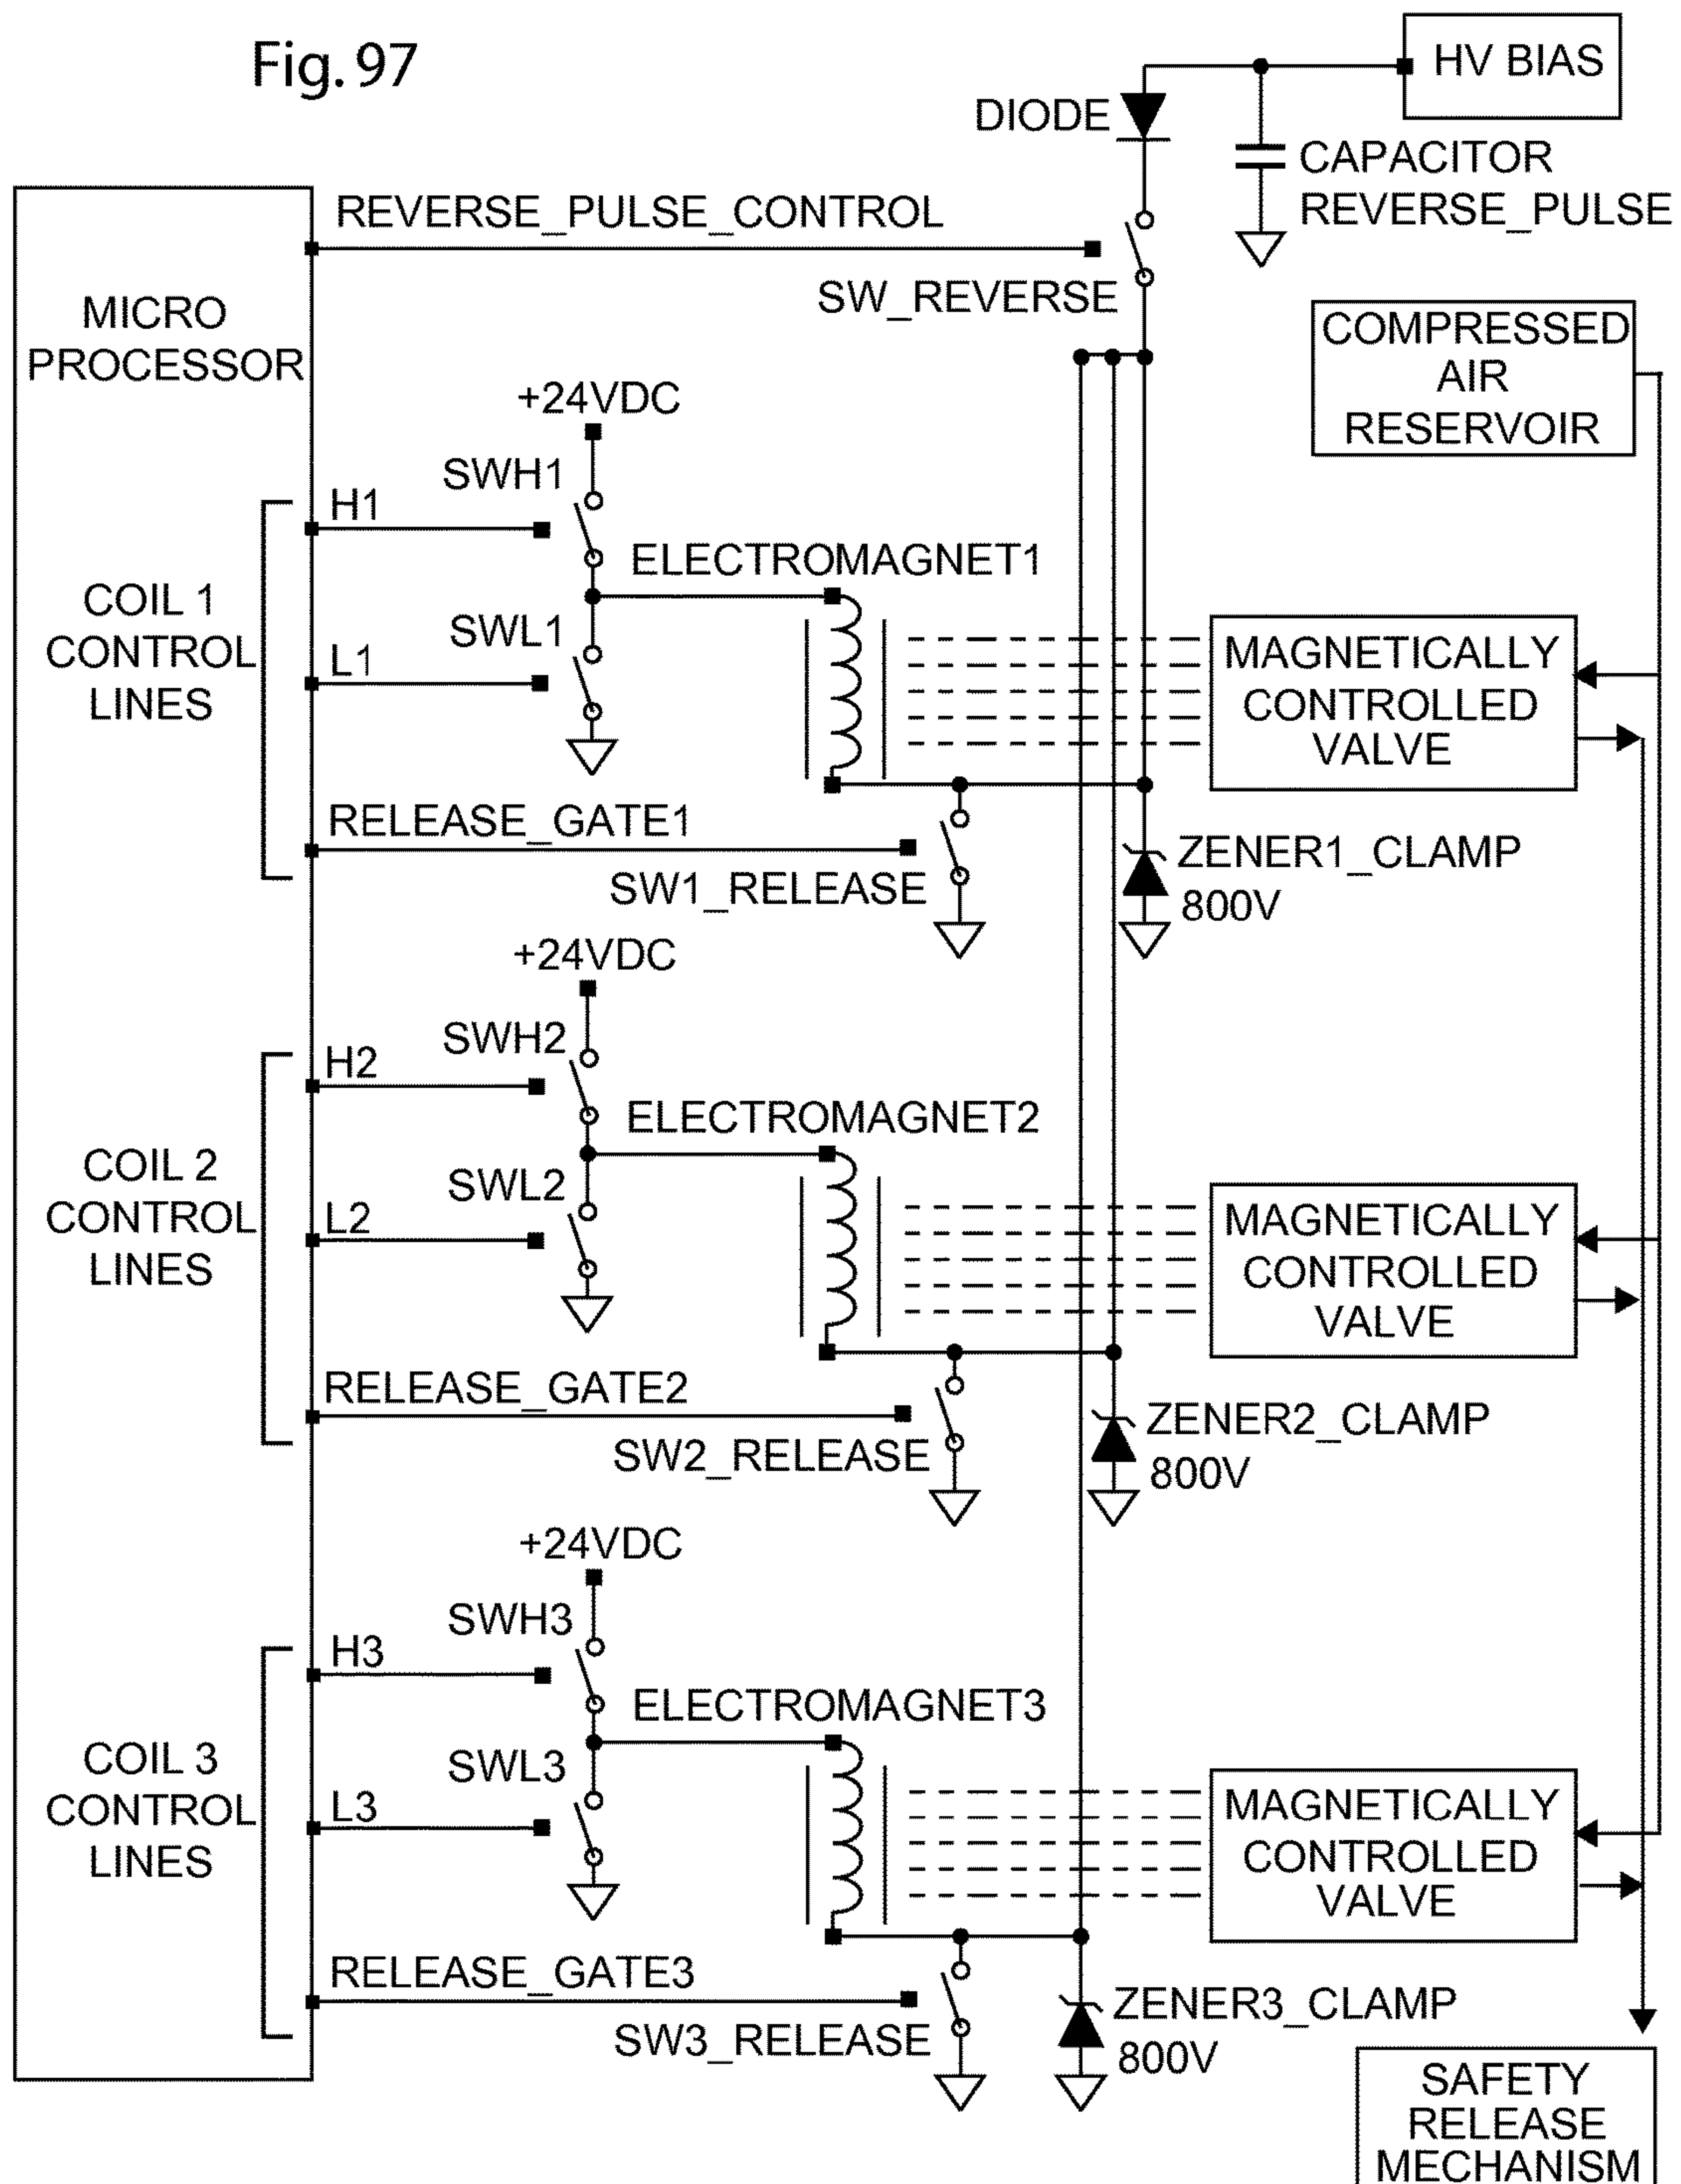 Fig. 97
HV BIAS
DIODE
CAPACITOR
REVERSE_PULSE
REVERSE_PULSE_CONTROL
SW_REVERSE
MICRO
PROCESSOR
COMPRESSED
AIR
RESERVOIR
+24VDC
SWH1
H1
ELECTROMAGNET1
COIL 1
CONTROL
LINES
SWL1
L1
MAGNETICALLY
CONTROLLED
VALVE
RELEASE_GATE1
SW1_RELEASE
ZENER1_CLAMP
800V
+24VDC
SWH2
H2
ELECTROMAGNET2
COIL 2
CONTROL
LINES
SWL2
L2
MAGNETICALLY
CONTROLLED
VALVE
RELEASE_GATE2
SW2_RELEASE
ZENER2_CLAMP
800V
+24VDC
SWH3
H3
ELECTROMAGNET3
COIL 3
CONTROL
LINES
SWL3
L3
MAGNETICALLY
CONTROLLED
VALVE
RELEASE_GATE3
SW3_RELEASE
ZENER3_CLAMP
800V
SAFETY
RELEASE
MECHANISM